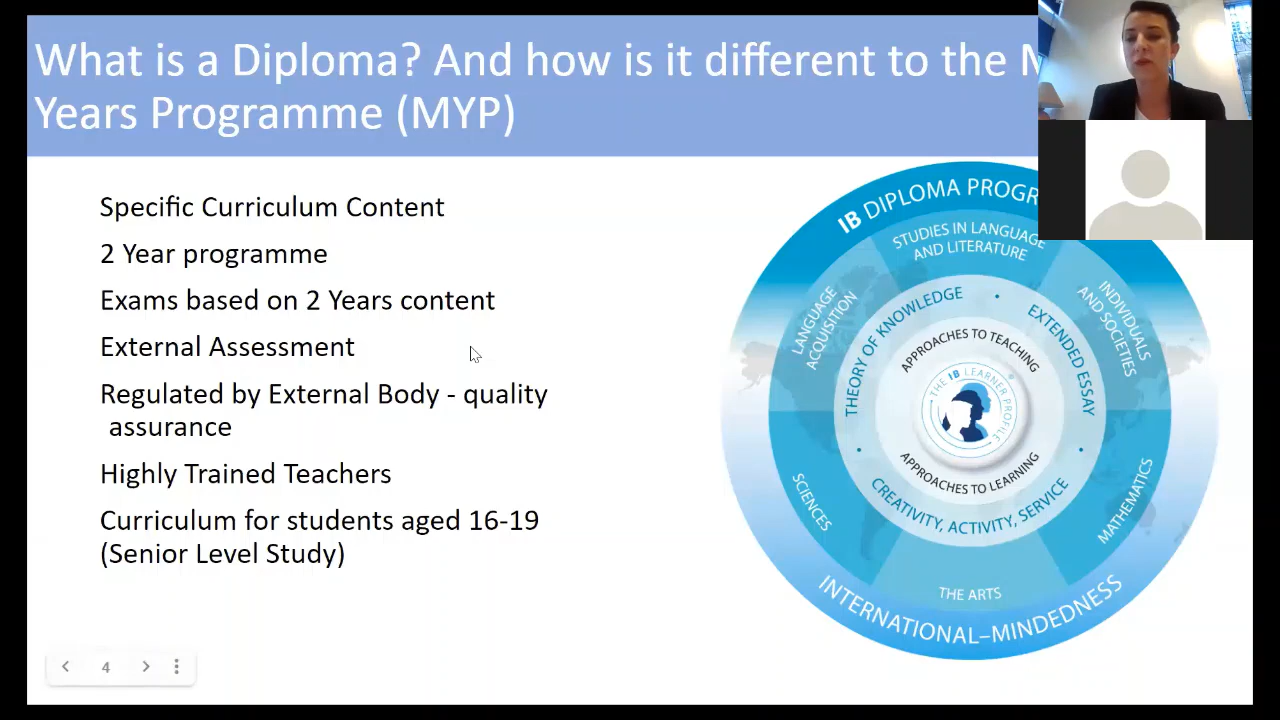 What is a Diploma? And how is it different to the M
Years Programme (MYP)
Specific Curriculum Content
2 Year programme
Exams based on 2 Years content
External Assessment
Regulated by External Body - quality
assurance
Highly Trained Teachers
Curriculum for students aged 16-19
(Senior Level Study)
IB DIPLOMA PROGR
STUDIES IN LANGUAGE
AND LITERATURE
LANGUAGE
ACQUISITION
INDIVIDUALS
AND SOCIETIES
THEORY OF KNOWLEDGE
EXTENDED ESSAY
APPROACHES TO TEACHING
THE IB LEARNER PROFILE
APPROACHES TO LEARNING
CREATIVITY, ACTIVITY, SERVICE
SCIENCES
MATHEMATICS
THE ARTS
INTERNATIONAL–MINDEDNESS
4